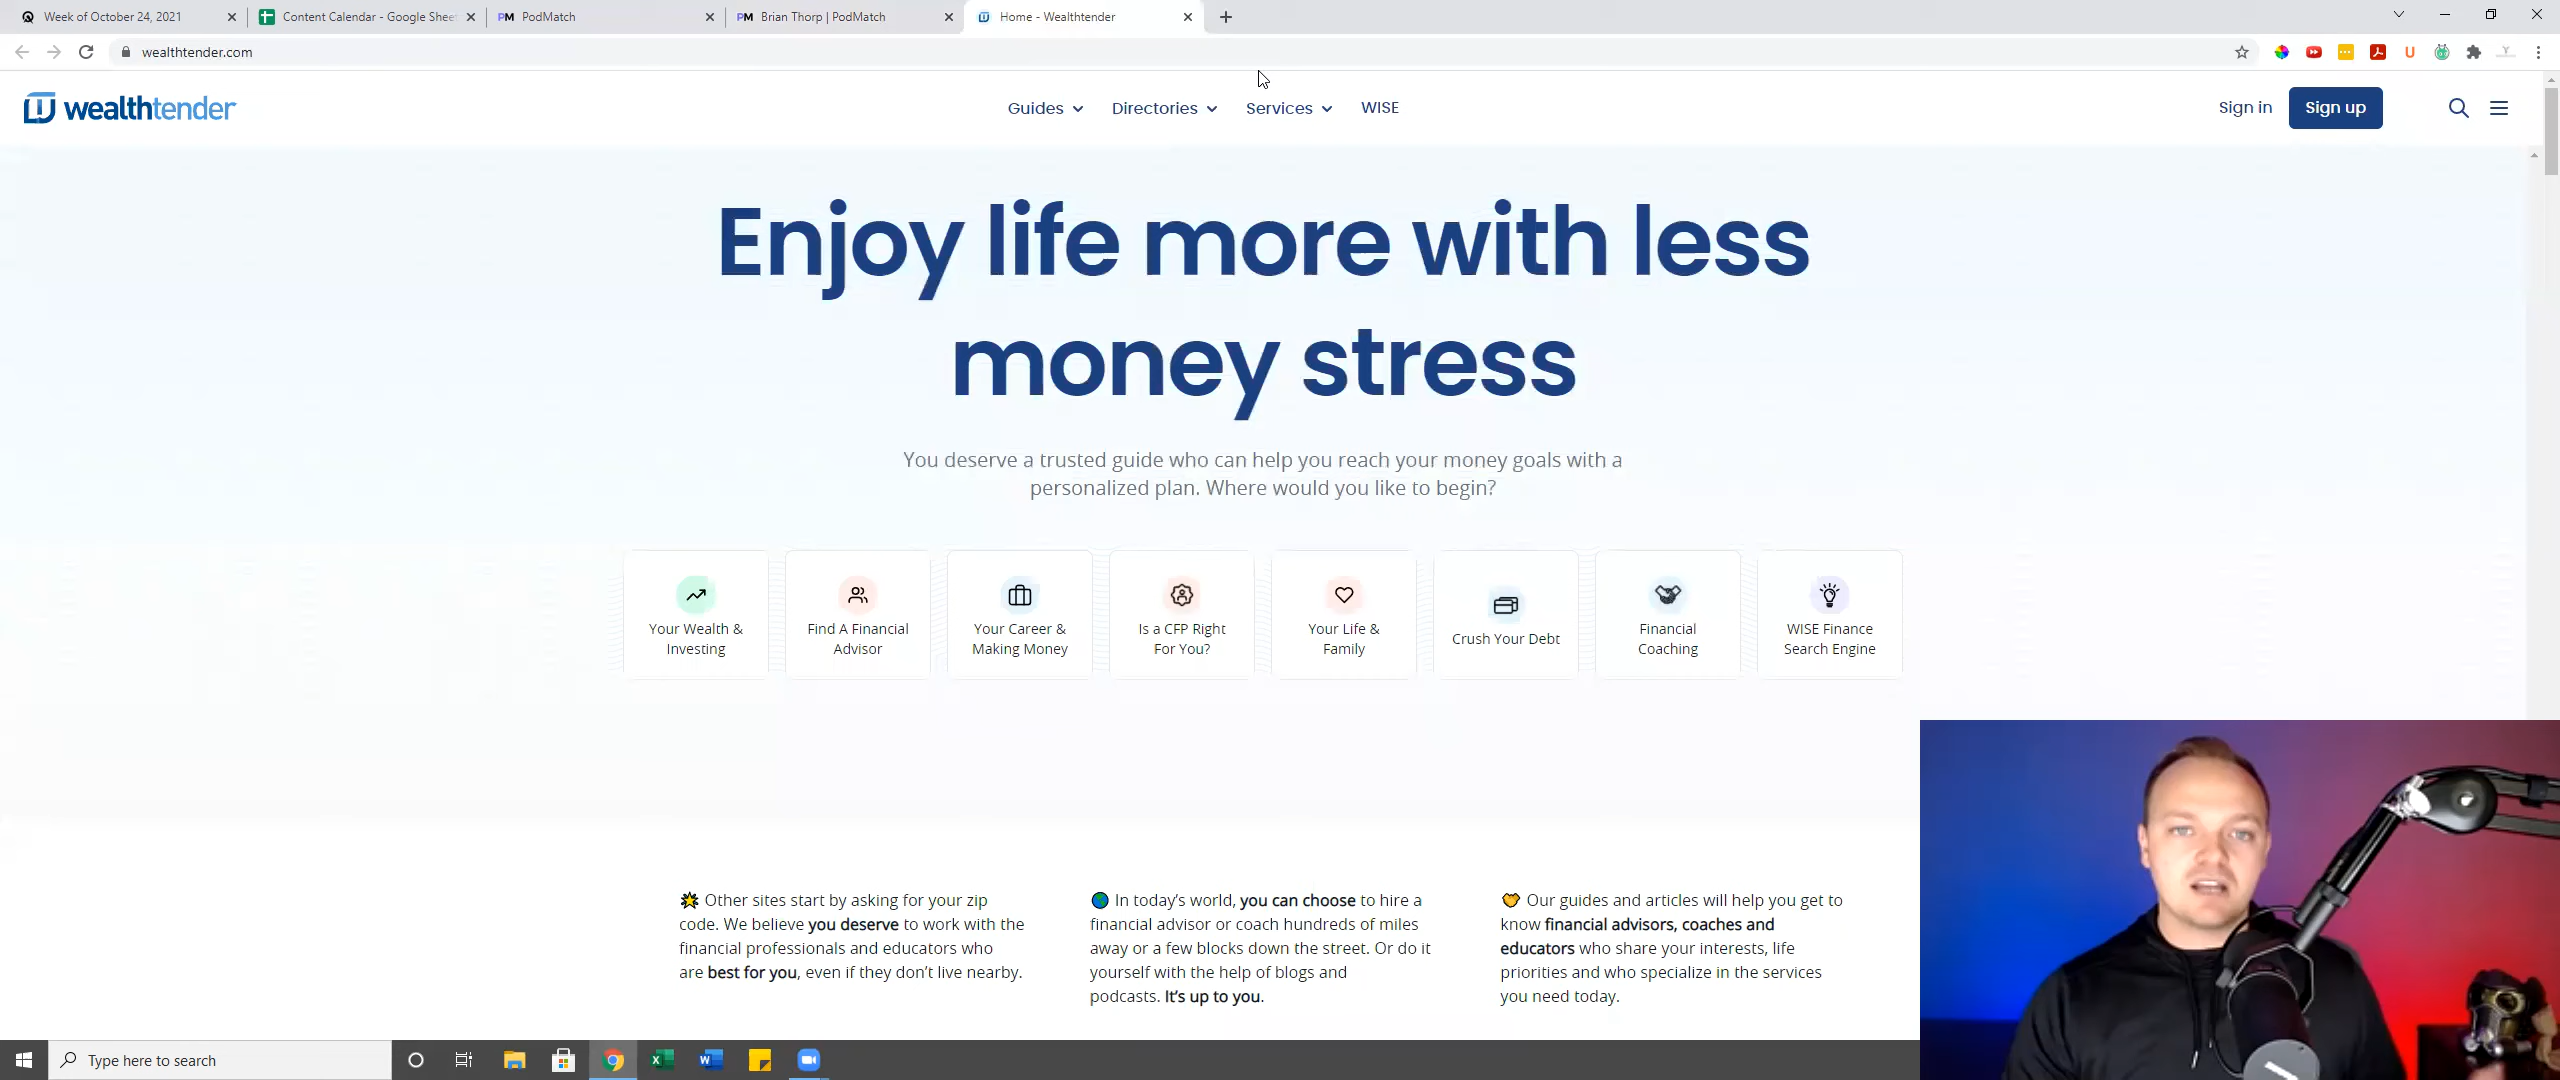 Week of October 24, 2021
Content Calendar - Google Shee
PM PodMatch
PM Brian Thorp | PodMatch
Home - Wealthtender
wealthtender.com
wealthtender
Guides
Directories
Services
WISE
Sign in
Sign up
Enjoy life more with less
money stress
You deserve a trusted guide who can help you reach your money goals with a
personalized plan. Where would you like to begin?
Your Wealth &
Investing
Find A Financial
Advisor
Your Career &
Making Money
Is a CFP Right
For You?
Your Life &
Family
Crush Your Debt
Financial
Coaching
WISE Finance
Search Engine
Other sites start by asking for your zip
code. We believe you deserve to work with the
financial professionals and educators who
are best for you, even if they don't live nearby.
In today's world, you can choose to hire a
financial advisor or coach hundreds of miles
away or a few blocks down the street. Or do it
yourself with the help of blogs and
podcasts. It's up to you.
Our guides and articles will help you get to
know financial advisors, coaches and
educators who share your interests, life
priorities and who specialize in the services
you need today.
Type here to search